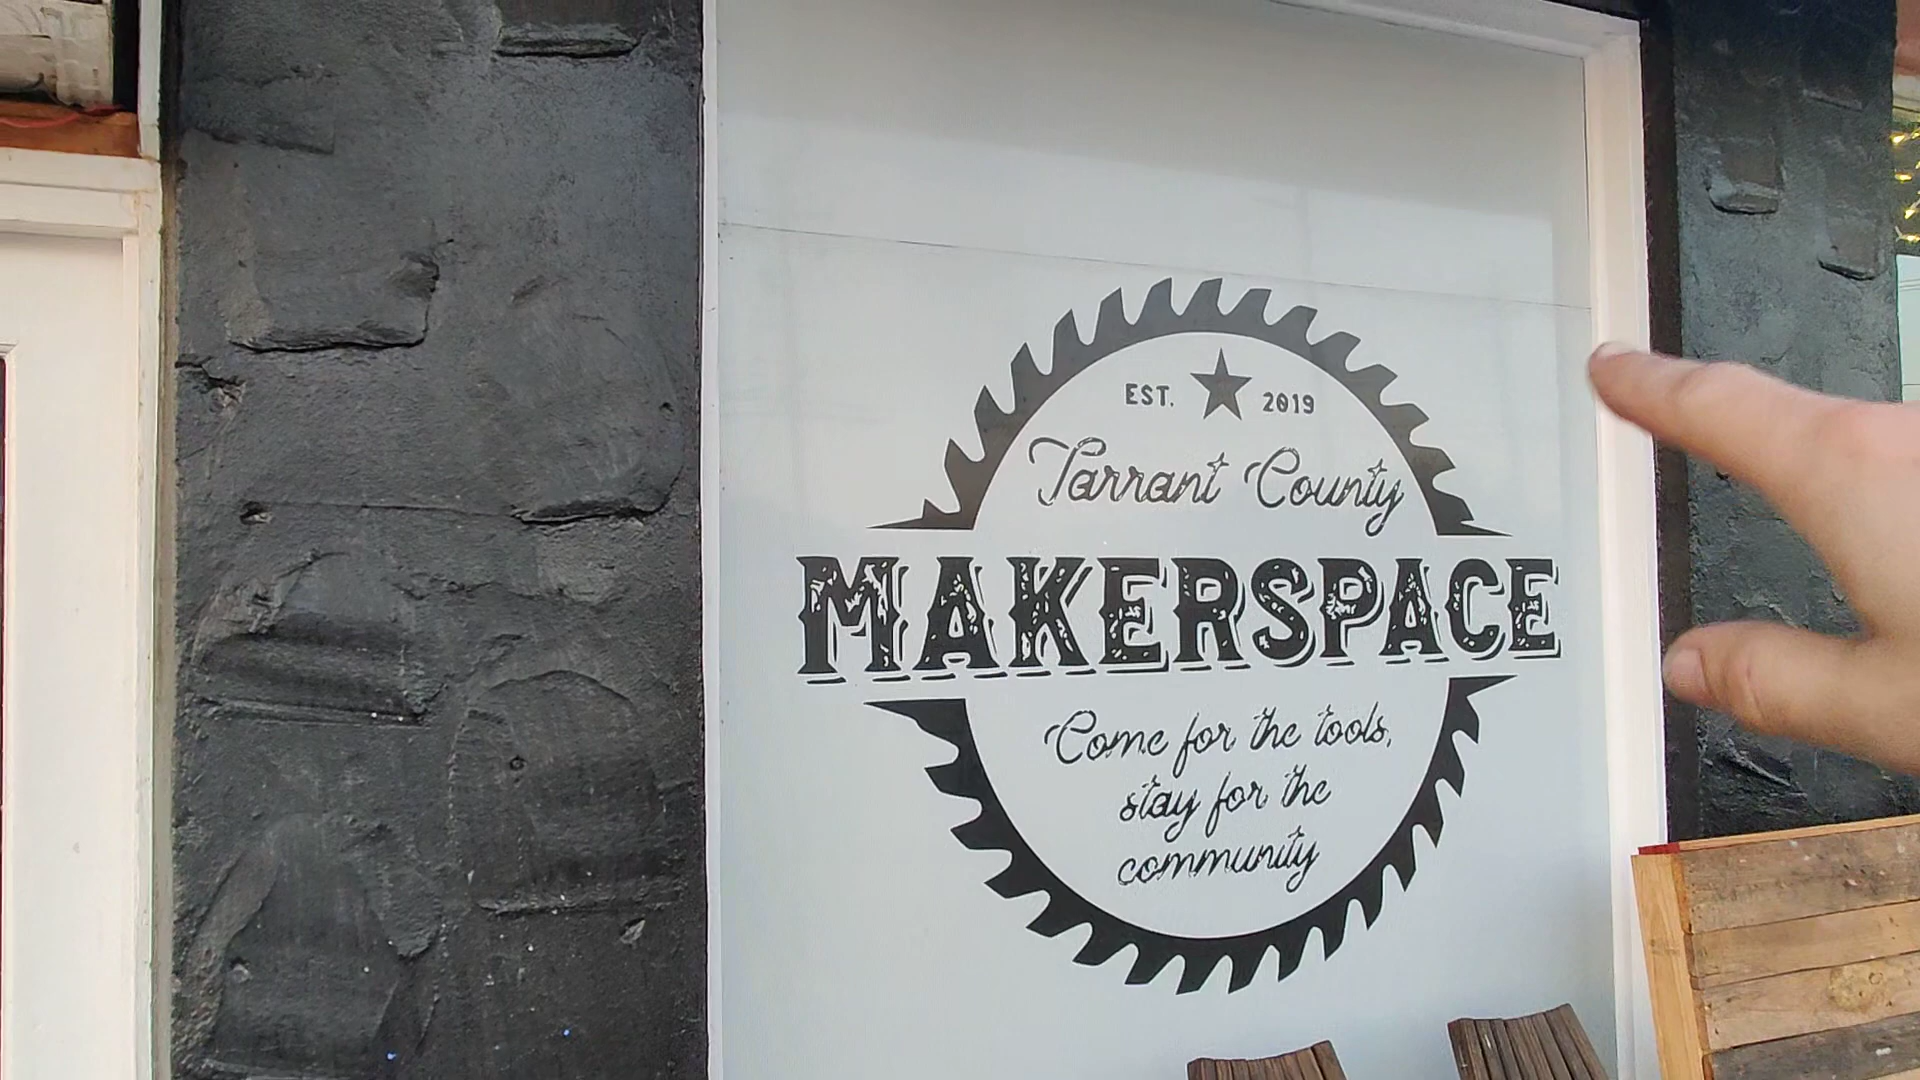 EST. 2019
Tarrant County
MAKERSPACE
Come for the tools,
stay for the
community